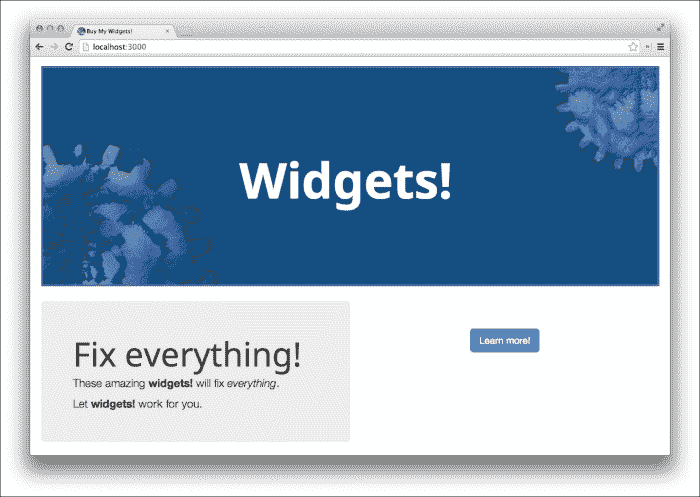 Buy My Widgets!
localhost:3000
Widgets!
Fix everything!
These amazing widgets! will fix everything.
Let widgets! work for you.
Learn more!